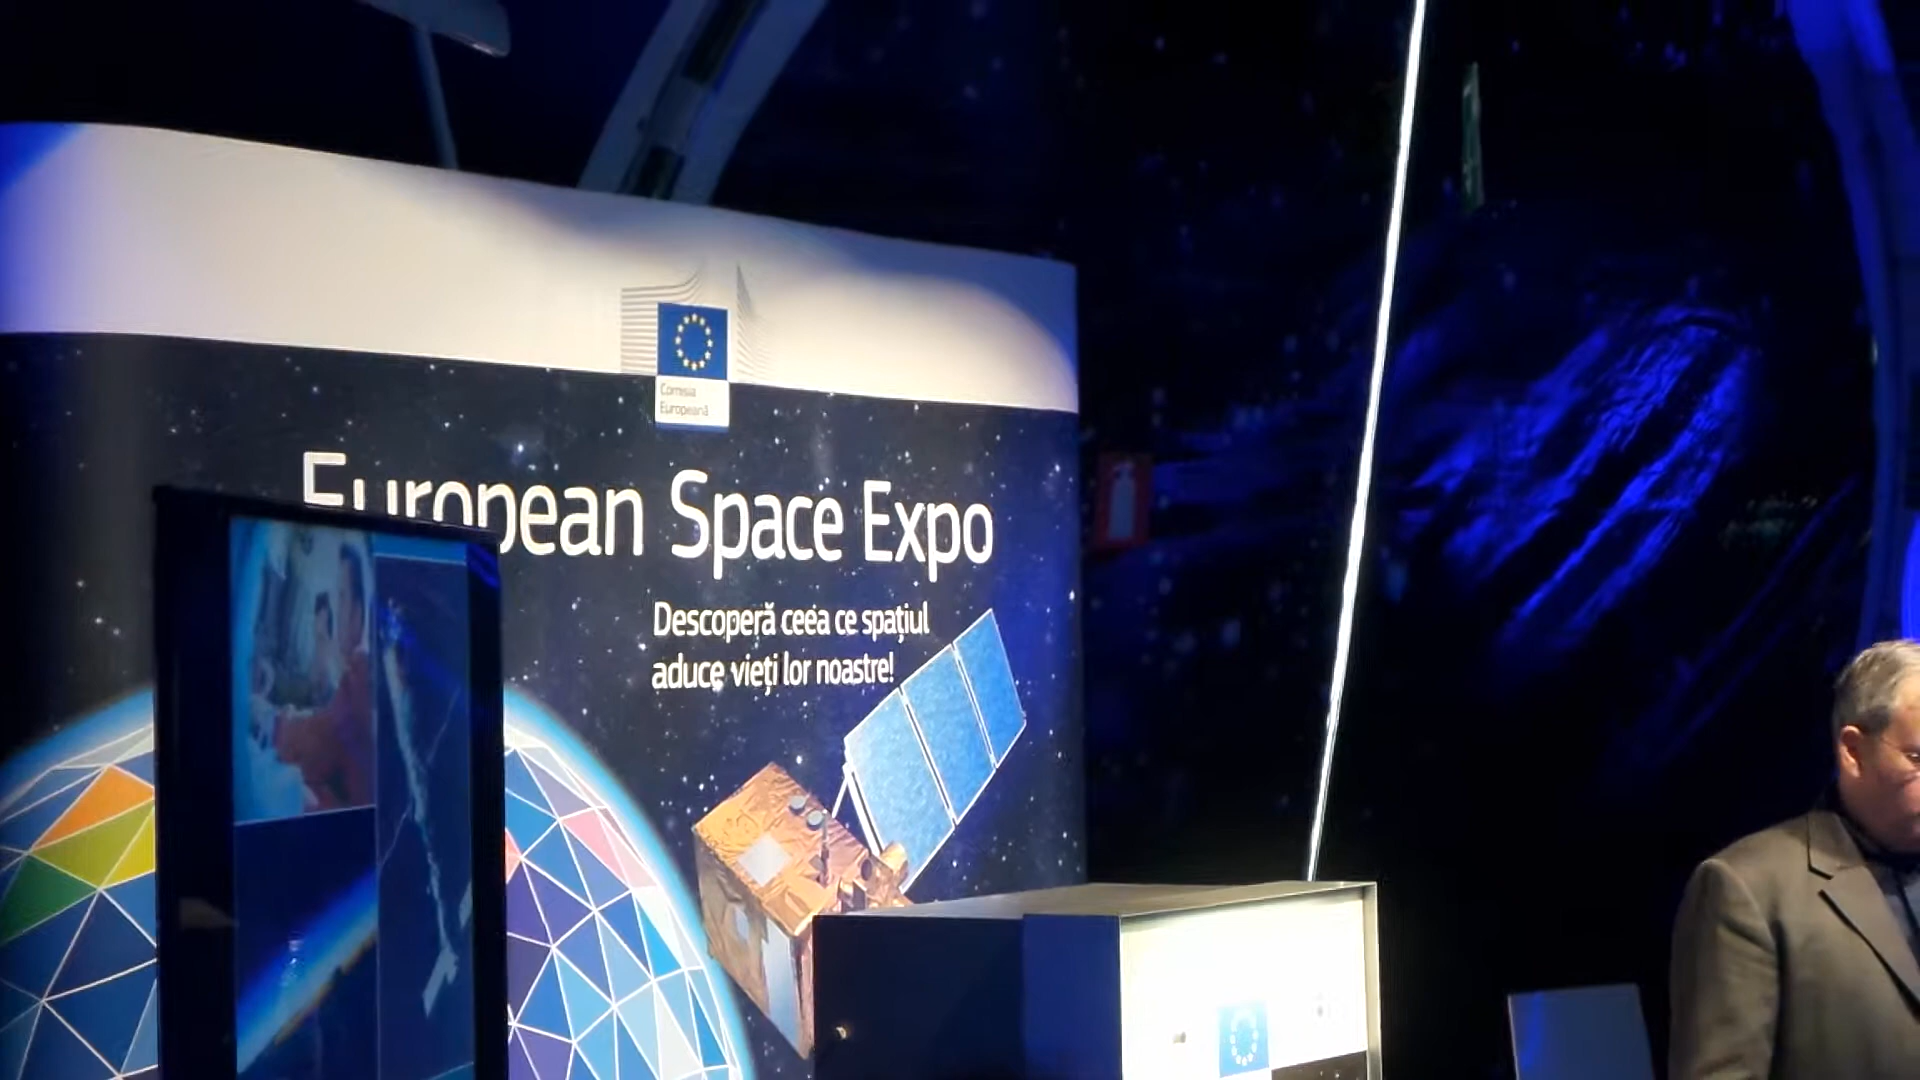 Comisia
Europeană
European Space Expo
Descoperă ceea ce spațiul
aduce vieți lor noastre!